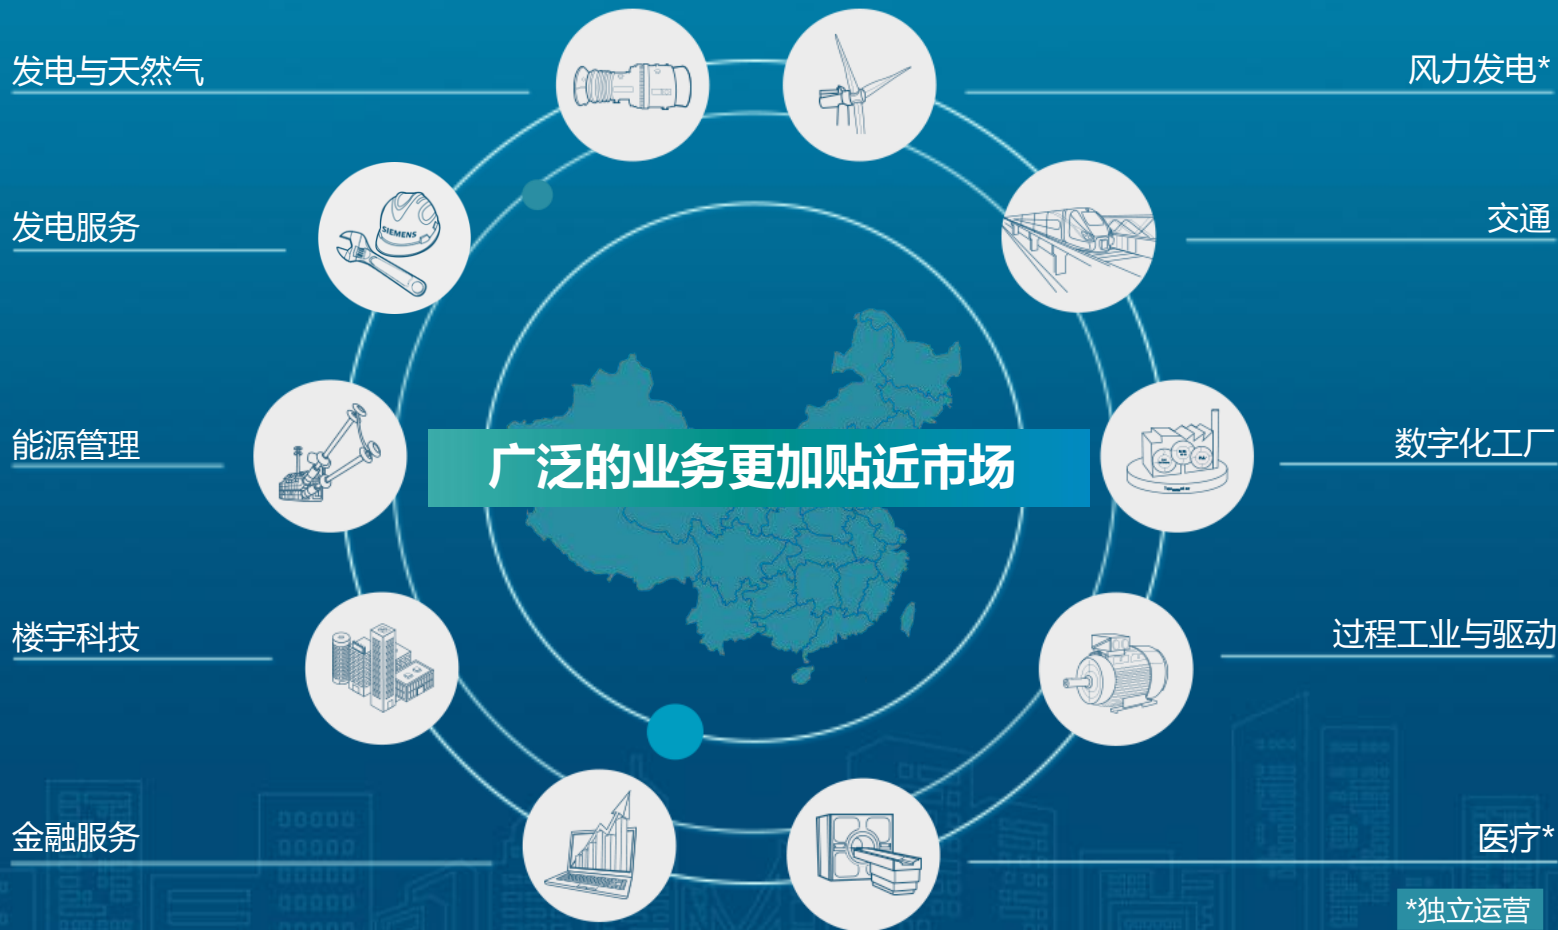 发电与天然气
风力发电*
发电服务
SIEMENS
交通
能源管理
广泛的业务更加贴近市场
数字化工厂
楼宇科技
过程工业与驱动
金融服务
医疗*
*独立运营